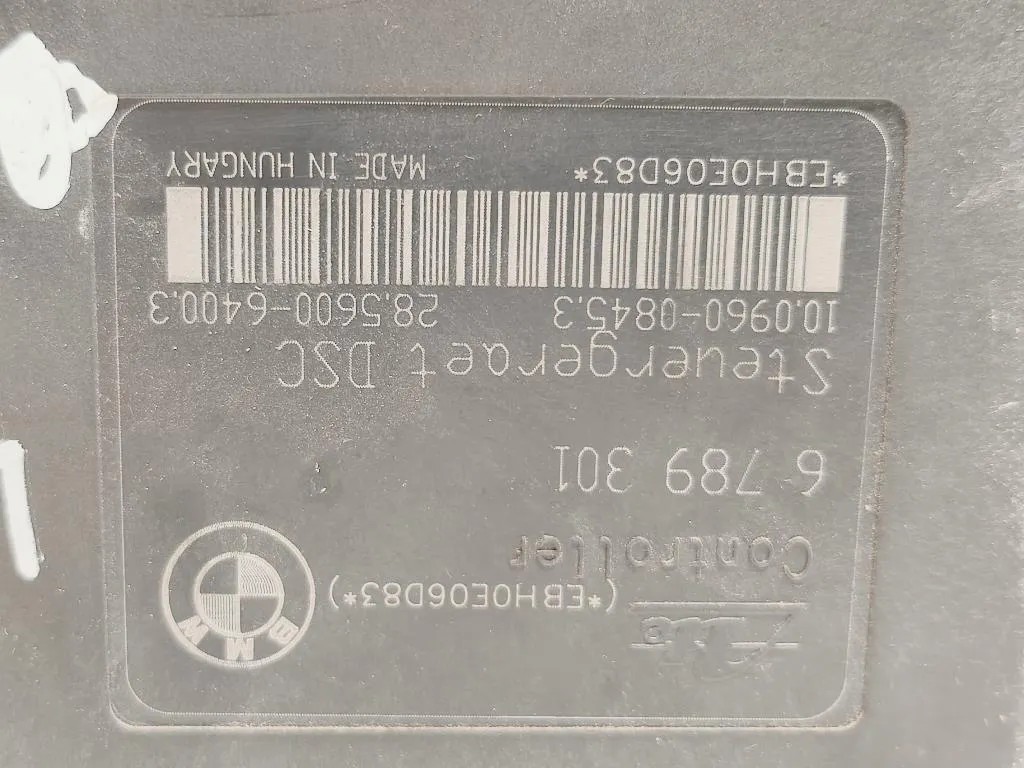 BMW
Ate
(*EBH0E06D83*)
Controller
6 789 301
Steuergeraet DSC
10.0960-0845.3 28.5600-6400.3
*EBH0E06D83* MADE IN HUNGARY